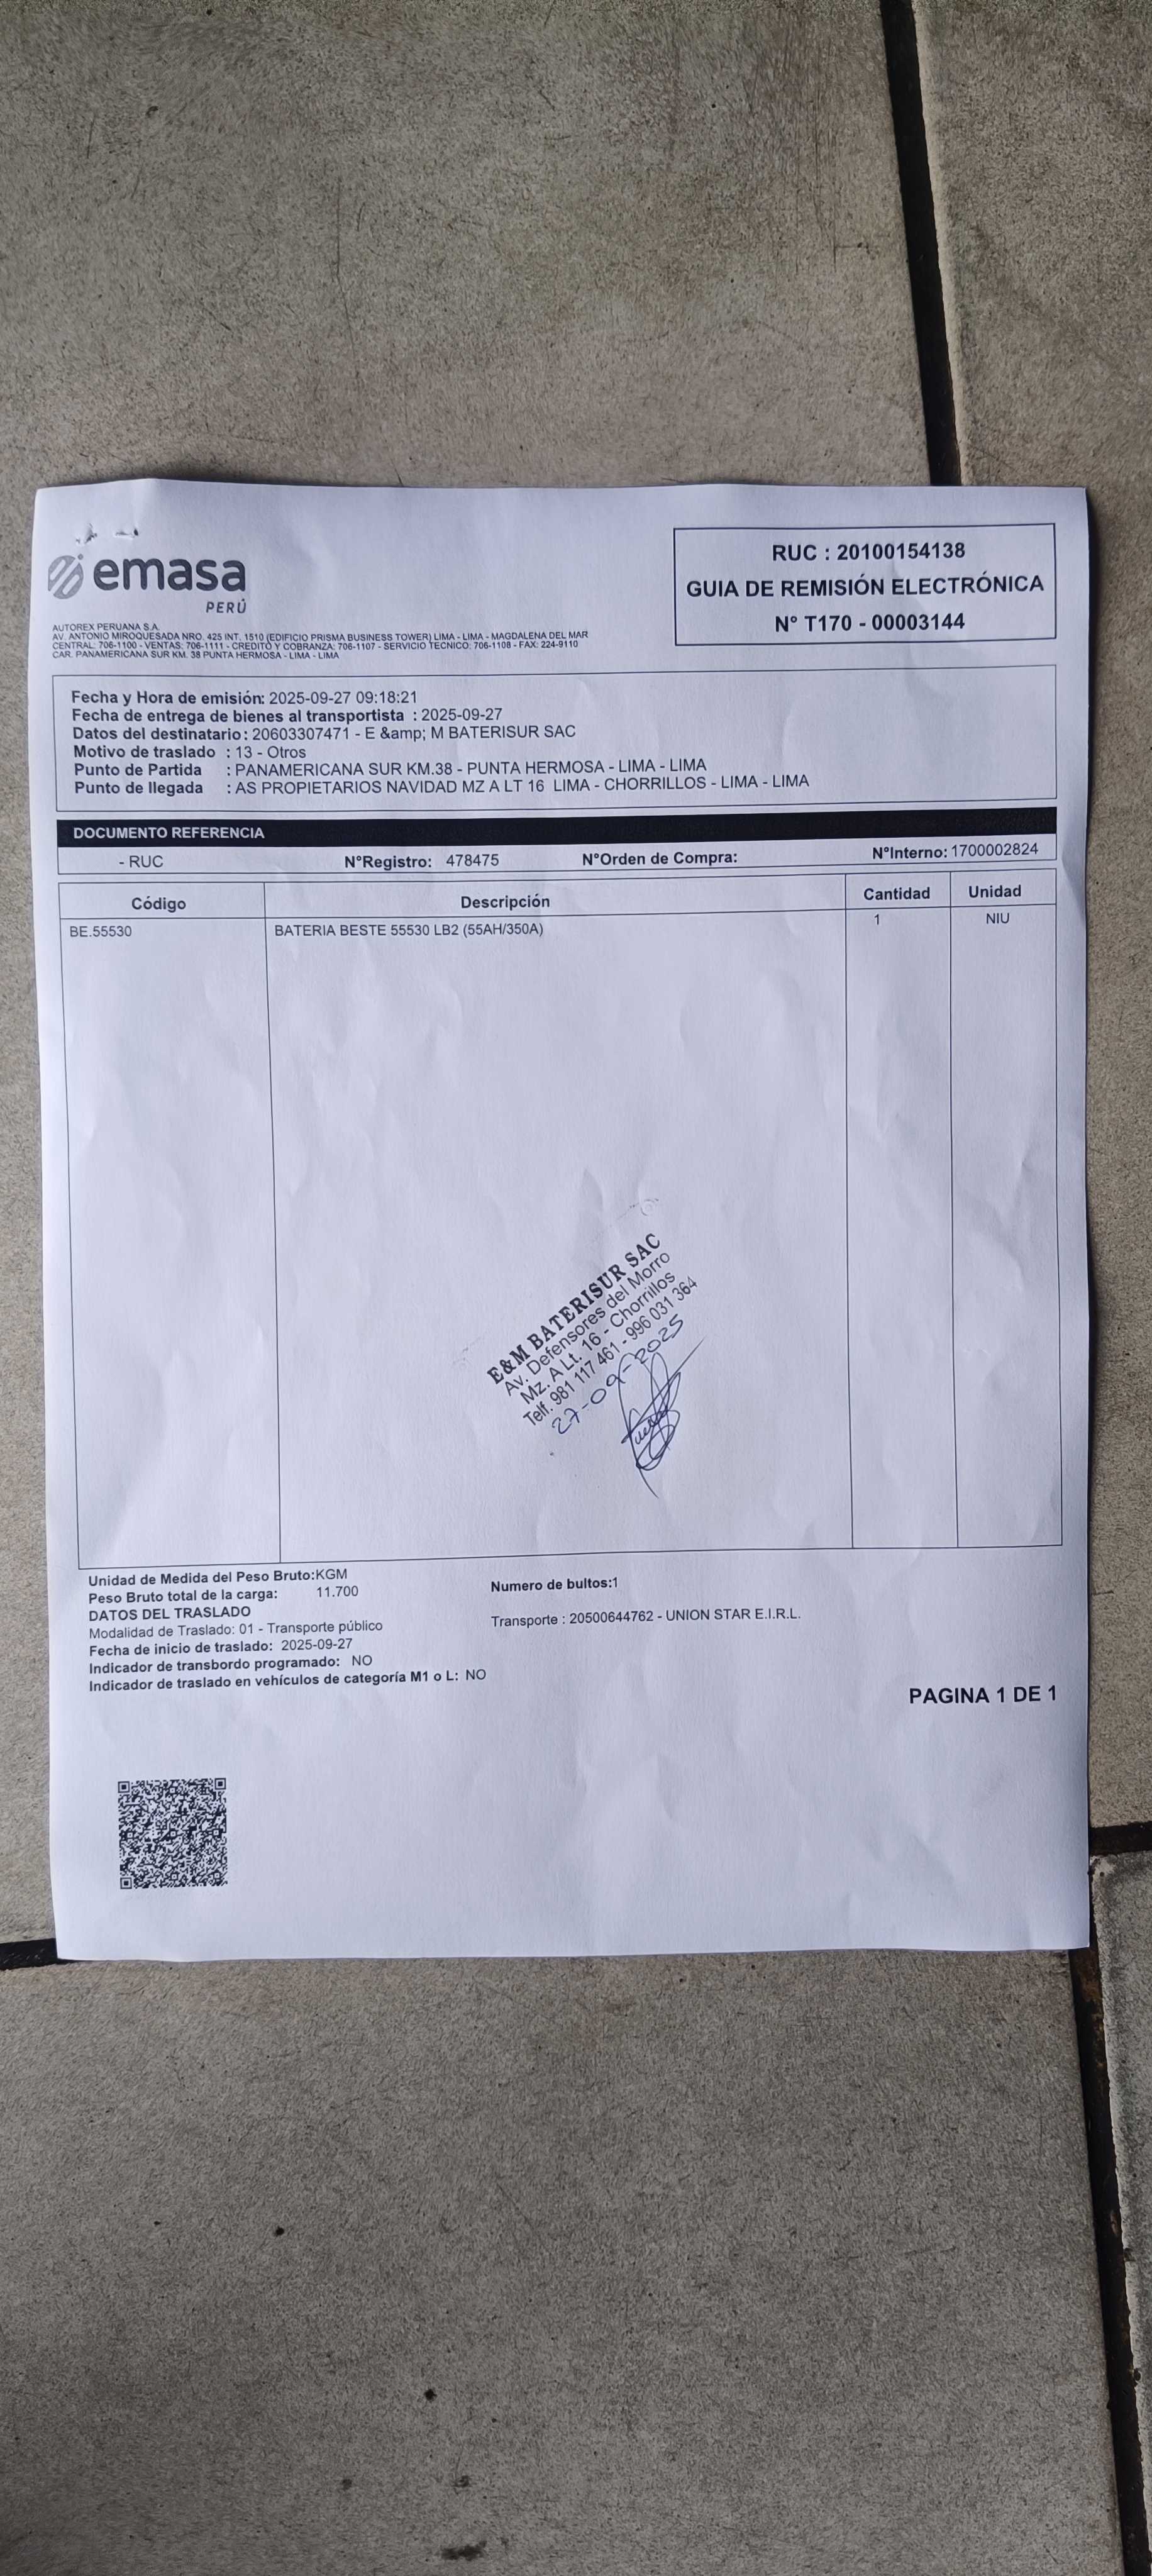 emasa
PERÚ
RUC : 20100154138
GUIA DE REMISIÓN ELECTRÓNICA
N° T170 - 00003144
AUTOREX PERUANA S.A.
AV. ANTONIO MIROQUESADA NRO. 425 INT. 1510 (EDIFICIO PRISMA BUSINESS TOWER) LIMA - LIMA - MAGDALENA DEL MAR
CENTRAL: 706-1100 - VENTAS: 706-1111 - CREDITO Y COBRANZA: 706-1107 - SERVICIO TECNICO: 706-1108 - FAX: 224-9110
CAR. PANAMERICANA SUR KM. 38 PUNTA HERMOSA - LIMA - LIMA
Fecha y Hora de emisión: 2025-09-27 09:18:21
Fecha de entrega de bienes al transportista : 2025-09-27
Datos del destinatario : 20603307471 - E &amp; M BATERISUR SAC
Motivo de traslado : 13 - Otros
Punto de Partida : PANAMERICANA SUR KM.38 - PUNTA HERMOSA - LIMA - LIMA
Punto de llegada : AS PROPIETARIOS NAVIDAD MZ A LT 16 LIMA - CHORRILLOS - LIMA - LIMA
DOCUMENTO REFERENCIA
- RUC N°Registro: 478475 N°Orden de Compra: N°Interno: 1700002824
Código Descripción Cantidad Unidad
BE.55530 BATERIA BESTE 55530 LB2 (55AH/350A) 1 NIU
E&M BATERISUR SAC
Av. Defensores del Morro
Mz. A Lt. 16 - Chorrillos
Telf. 981 117 461 - 996 031 364
27-09-2025
Unidad de Medida del Peso Bruto:KGM
Peso Bruto total de la carga: 11.700
Numero de bultos:1
DATOS DEL TRASLADO
Modalidad de Traslado: 01 - Transporte público
Transporte : 20500644762 - UNION STAR E.I.R.L.
Fecha de inicio de traslado: 2025-09-27
Indicador de transbordo programado: NO
Indicador de traslado en vehículos de categoría M1 o L: NO
PAGINA 1 DE 1